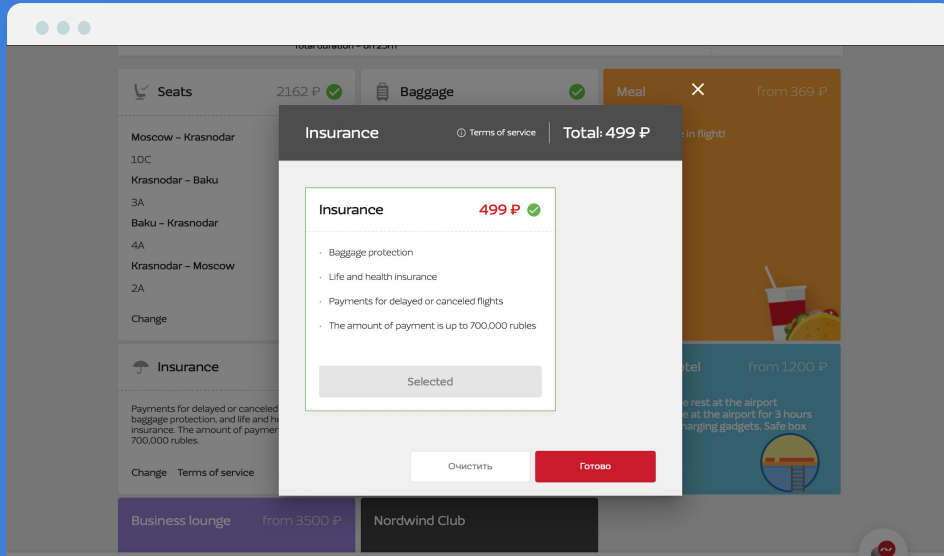 Total duration – 6h 25m
Seats 2162 ₽
Baggage
Meal from 369 ₽
Insurance
Terms of service
Total: 499 ₽
in flight!
Moscow – Krasnodar
10C
Krasnodar – Baku
3A
Baku – Krasnodar
4A
Krasnodar – Moscow
2A
Change
Insurance 499 ₽
· Baggage protection
· Life and health insurance
· Payments for delayed or canceled flights
· The amount of payment is up to 700,000 rubles
Selected
Очистить
Готово
Insurance
Payments for delayed or canceled
baggage protection, and life and
insurance. The amount of
700,000 rubles.
Change Terms of service
from 1200 ₽
rest at the airport
at the airport for 3 hours
gadgets, Safe box
Business lounge from 3500 ₽
Nordwind Club